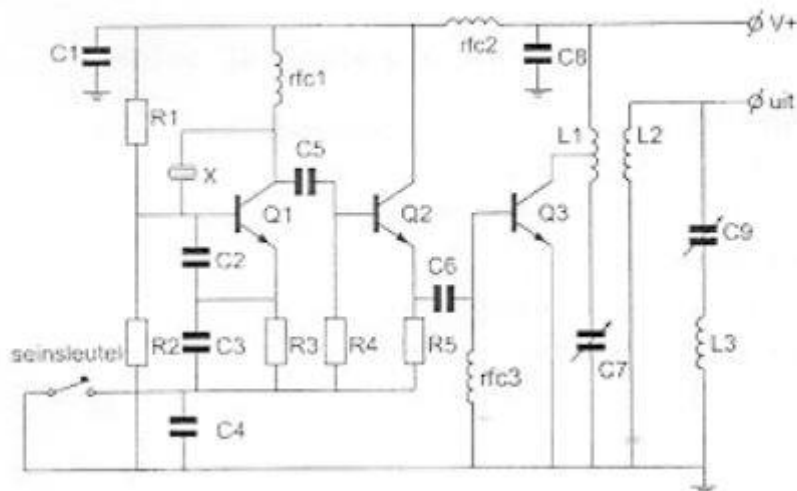 C1
rfc2
C8
V+
rfc1
uit
R1
X
C5
L1
L2
Q1
Q2
Q3
C9
C2
C6
seinsleutel
R2
C3
R3
R4
R5
rfc3
C7
L3
C4